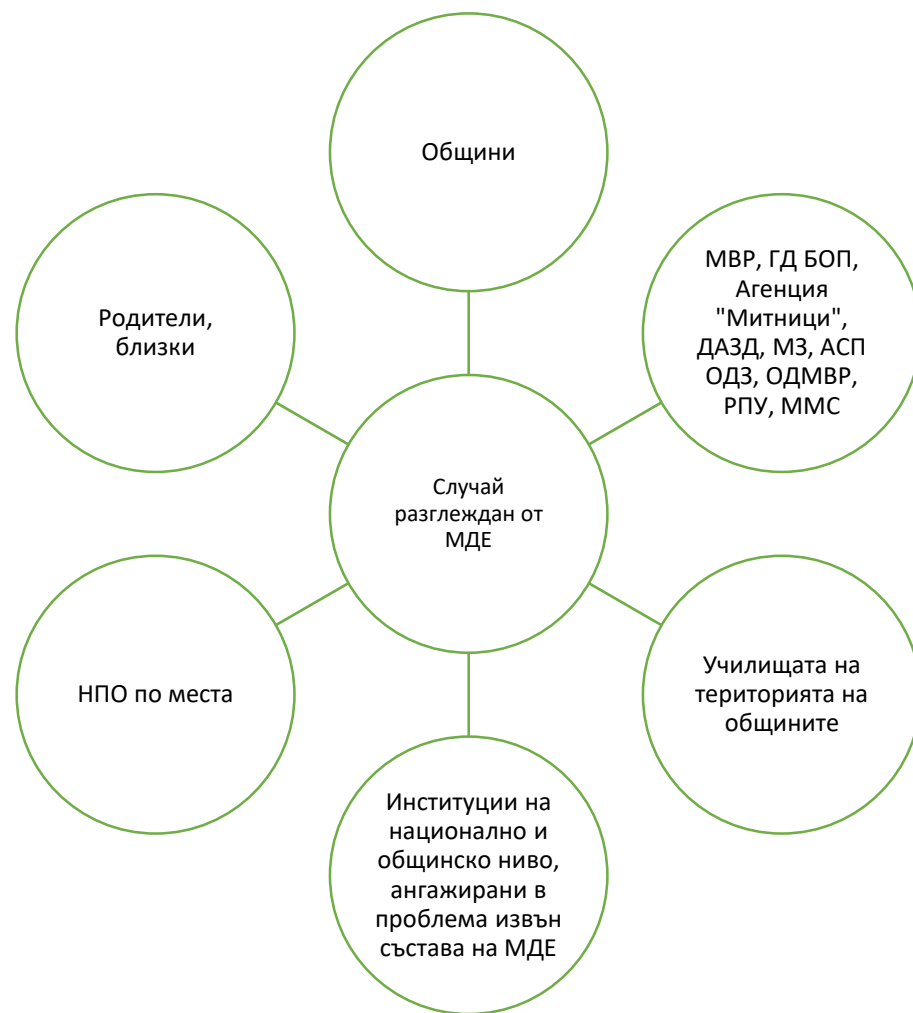 Общини
МВР, ГД БОП,
Агенция
"Митници",
ДАЗД, МЗ, АСП
ОДЗ, ОДМВР,
РПУ, ММС
Родители,
близки
Случай
разглеждан от
МДЕ
НПО по места
Училищата на
територията на
общините
Институции на
национално и
общинско ниво,
ангажирани в
проблема извън
състава на МДЕ